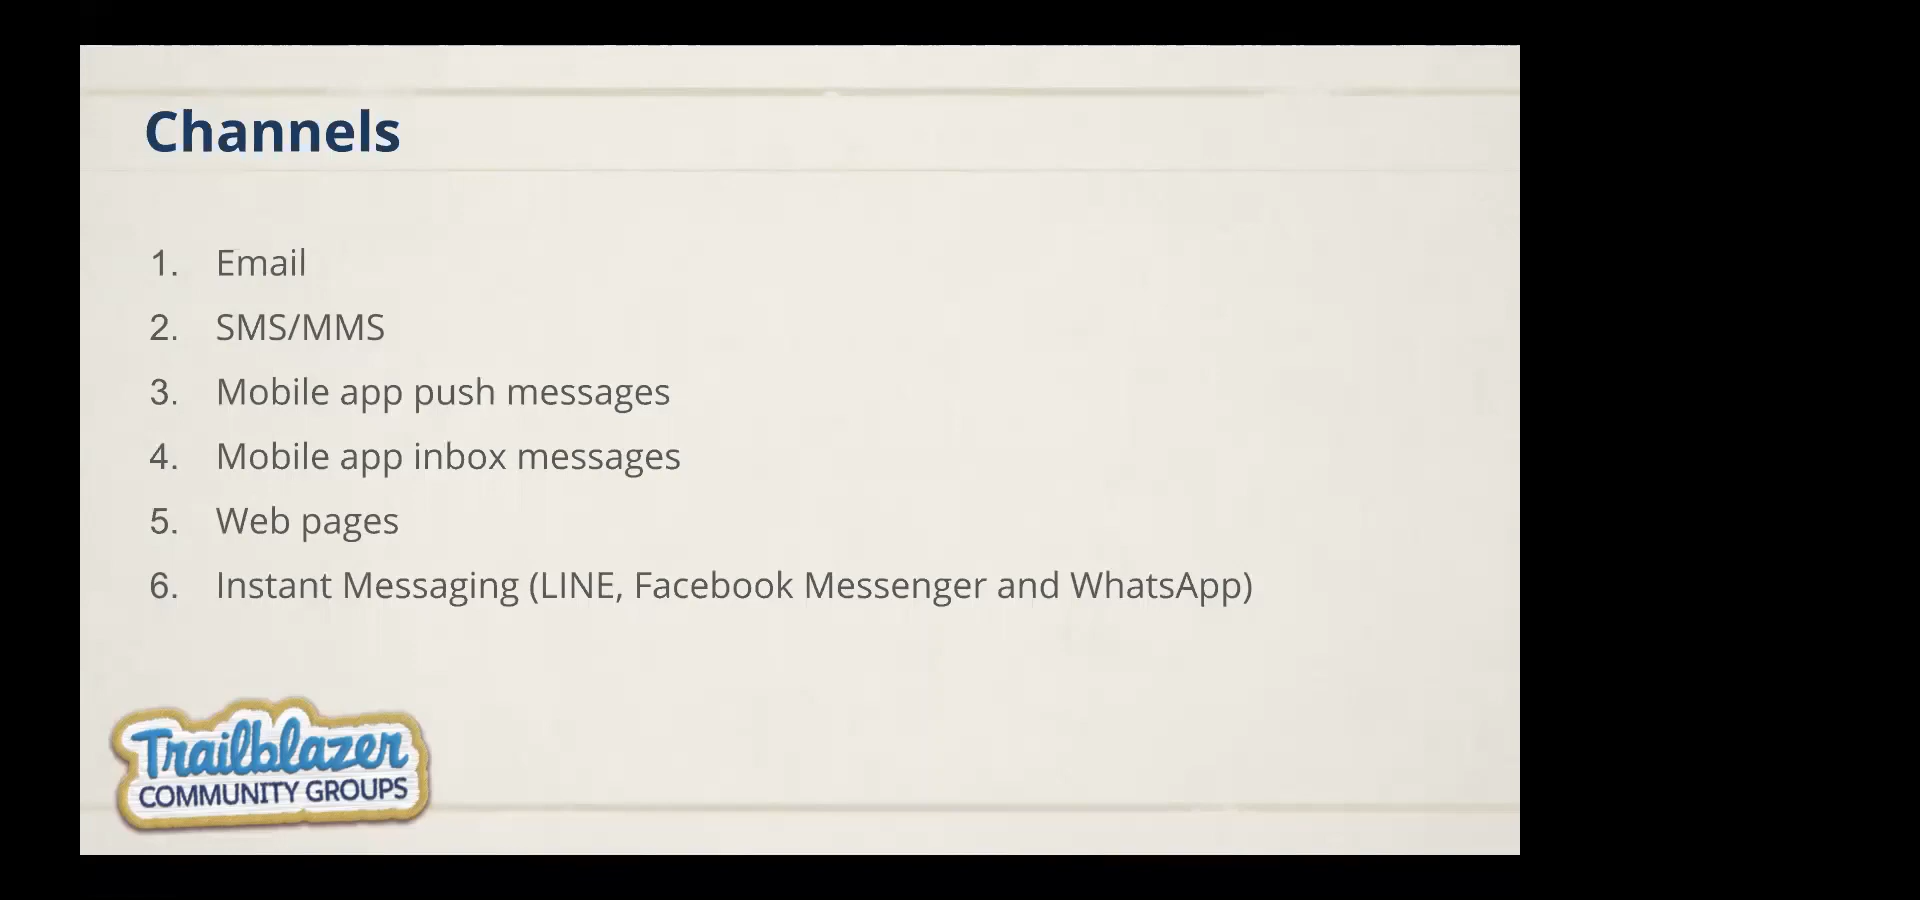 Channels
1. Email
2. SMS/MMS
3. Mobile app push messages
4. Mobile app inbox messages
5. Web pages
6. Instant Messaging (LINE, Facebook Messenger and WhatsApp)
Trailblazer
COMMUNITY GROUPS